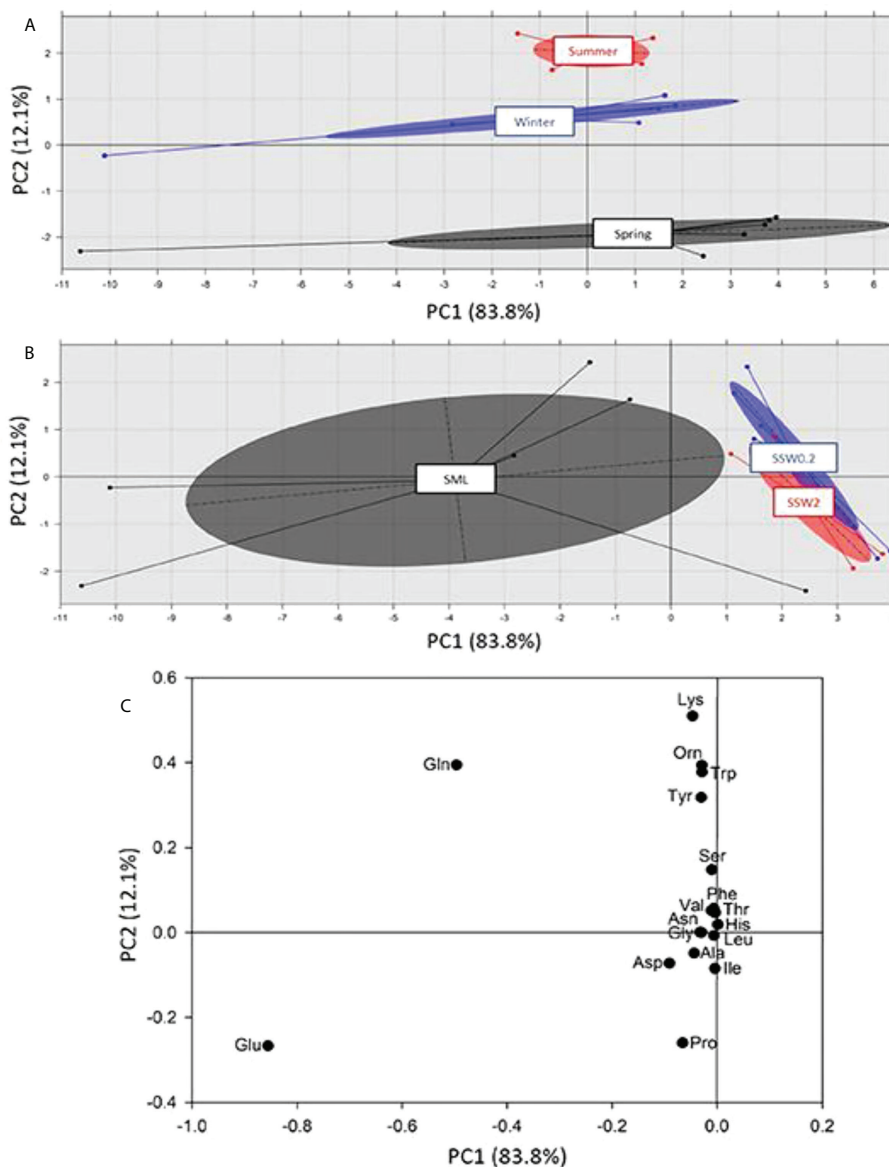 A
Summer
Winter
Spring
PC2 (12.1%)
2
1
0
-1
-2
-11 -10 -9 -8 -7 -6 -5 -4 -3 -2 -1 0 1 2 3 4 5 6
PC1 (83.8%)
B
SML
SSW0.2
SSW2
PC2 (12.1%)
2
1
0
-1
-2
-11 -10 -9 -8 -7 -6 -5 -4 -3 -2 -1 0 1 2 3
PC1 (83.8%)
C
PC2 (12.1%)
0.6
0.4
0.2
0.0
-0.2
-0.4
Lys
Orn
Gln
Trp
Tyr
Ser
Phe
Val
Thr
Asn
His
Gly
Leu
Ala
Asp
Ile
Glu
Pro
-1.0 -0.8 -0.6 -0.4 -0.2 0.0 0.2
PC1 (83.8%)